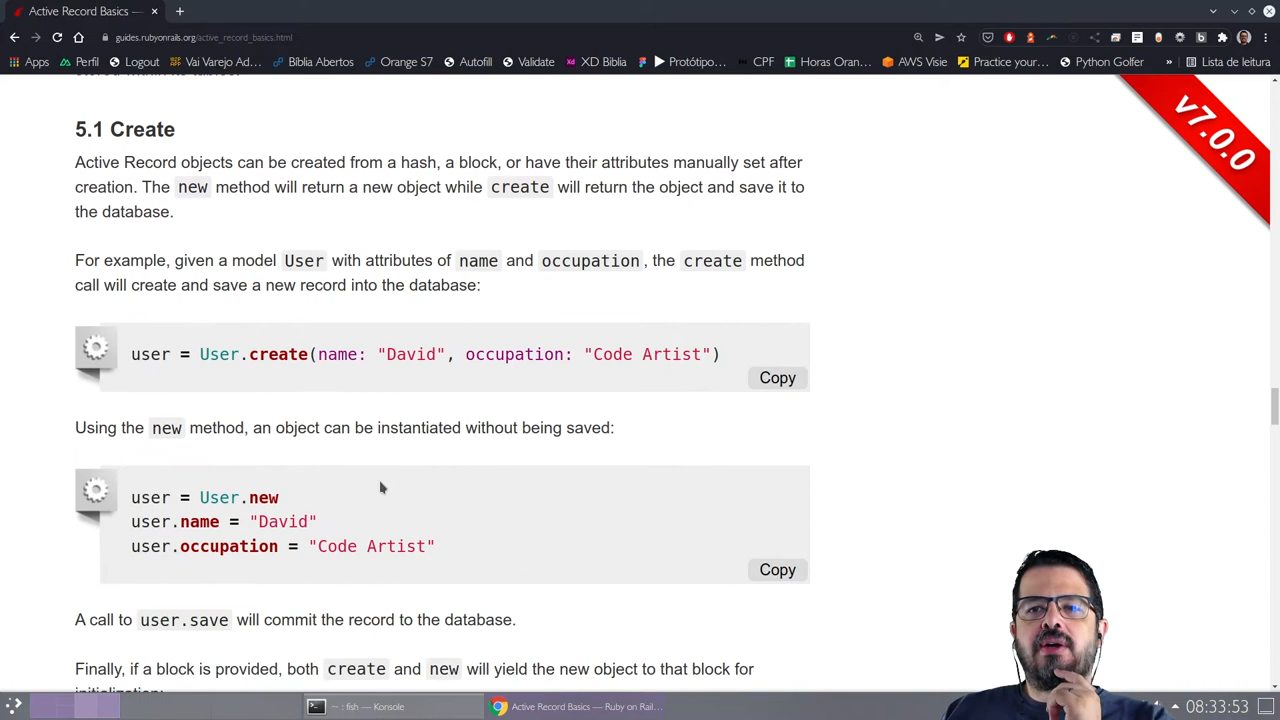 Active Record Basics —
guides.rubyonrails.org/active_record_basics.html
Apps
Perfil
Logout
Vai Varejo Ad...
Bíblia Abertos
Orange S7
Autofill
Validate
XD Biblia
Protótipo...
CPF
Horas Oran...
AWS Visie
Practice your...
Python Golfer
»
Lista de leitura
v7.0.0
5.1 Create
Active Record objects can be created from a hash, a block, or have their attributes manually set after
creation. The new method will return a new object while create will return the object and save it to
the database.
For example, given a model User with attributes of name and occupation, the create method
call will create and save a new record into the database:
user = User.create(name: "David", occupation: "Code Artist")
Copy
Using the new method, an object can be instantiated without being saved:
user = User.new
user.name = "David"
user.occupation = "Code Artist"
Copy
A call to user.save will commit the record to the database.
Finally, if a block is provided, both create and new will yield the new object to that block for
initialization:
~ : fish — Konsole
Active Record Basics — Ruby on Rail...
08:33:53